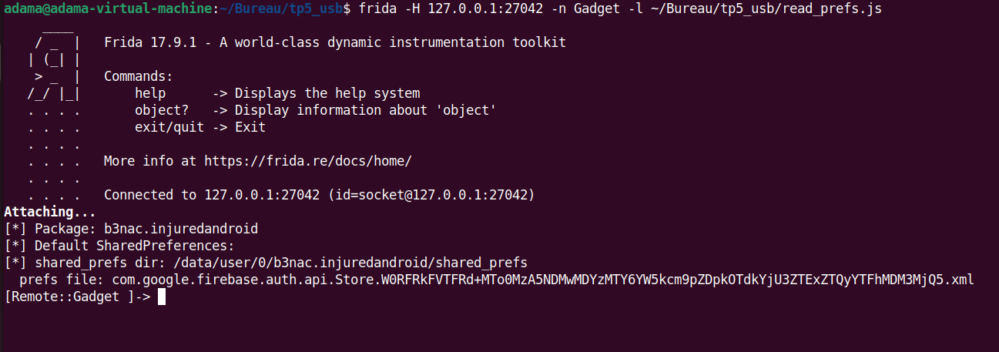 adama@adama-virtual-machine:~/Bureau/tp5_usb$ frida -H 127.0.0.1:27042 -n Gadget -l ~/Bureau/tp5_usb/read_prefs.js
     ____
    / _  |   Frida 17.9.1 - A world-class dynamic instrumentation toolkit
   | (_| |
    > _  |   Commands:
   /_/ |_|       help      -> Displays the help system
   . . . .       object?   -> Display information about 'object'
   . . . .       exit/quit -> Exit
   . . . .
   . . . .   More info at https://frida.re/docs/home/
   . . . .
   . . . .   Connected to 127.0.0.1:27042 (id=socket@127.0.0.1:27042)
Attaching...
[*] Package: b3nac.injuredandroid
[*] Default SharedPreferences:
[*] shared_prefs dir: /data/user/0/b3nac.injuredandroid/shared_prefs
  prefs file: com.google.firebase.auth.api.Store.W0RFRkFVTFRd+MTo0MzA5NDMwMDYzMTY6YW5kcm9pZDpkOTdkYjU3ZTExZTQyYTFhMDM3MjQ5.xml
[Remote::Gadget ]->